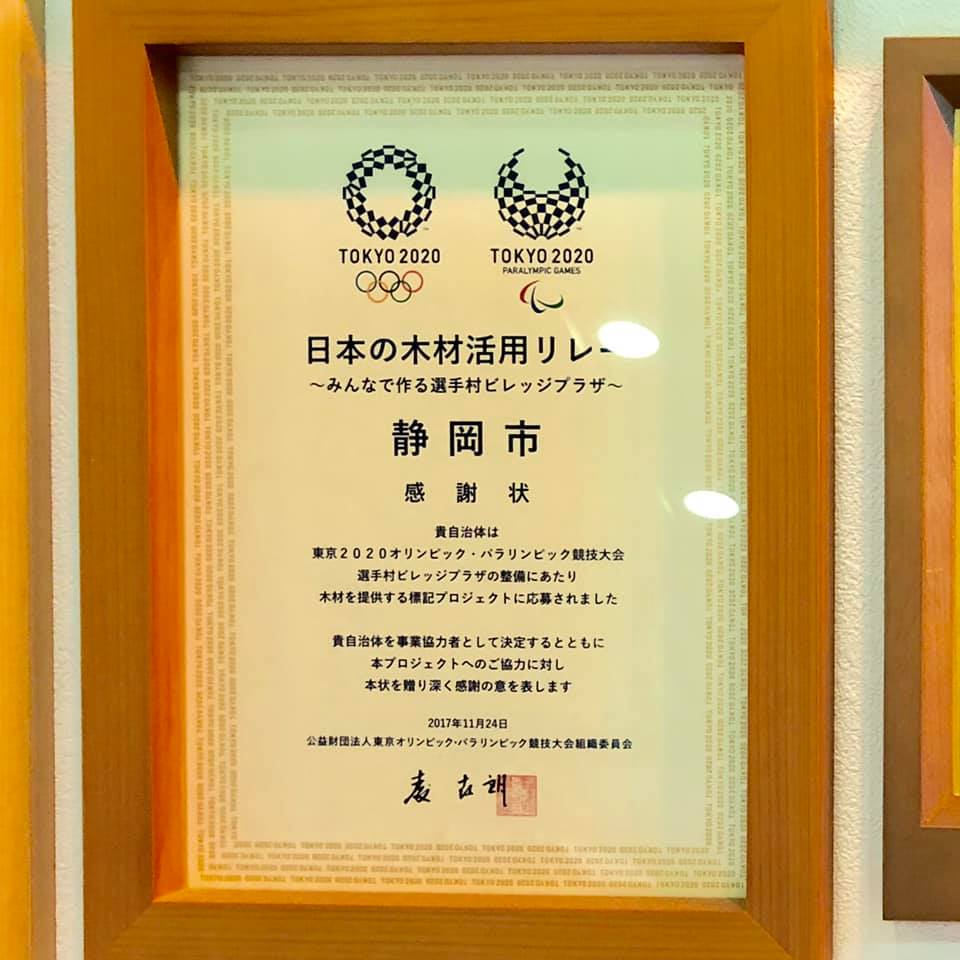 TOKYO 2020
TOKYO 2020
PARALYMPIC GAMES
日本の木材活用リレー
～みんなで作る選手村ビレッジプラザ～
静岡市
感謝状
貴自治体は
東京２０２０オリンピック・パラリンピック競技大会
選手村ビレッジプラザの整備にあたり
木材を提供する標記プロジェクトに応募されました
貴自治体を事業協力者として決定するとともに
本プロジェクトへのご協力に対し
本状を贈り深く感謝の意を表します
2017年11月24日
公益財団法人東京オリンピック・パラリンピック競技大会組織委員会